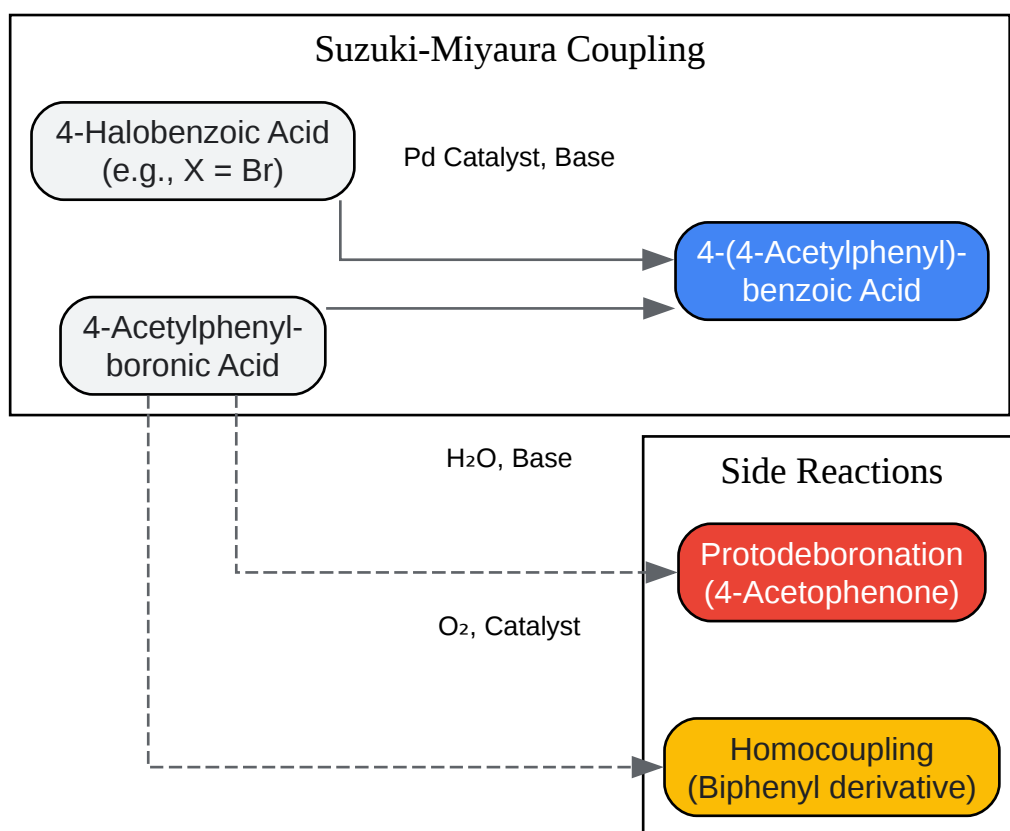 Suzuki-Miyaura Coupling
4-Halobenzoic Acid
(e.g., X = Br)
Pd Catalyst, Base
4-(4-Acetylphenyl)-
benzoic Acid
4-Acetylphenyl-
boronic Acid
H₂O, Base
Side Reactions
Protodeboronation
(4-Acetophenone)
O₂, Catalyst
Homocoupling
(Biphenyl derivative)